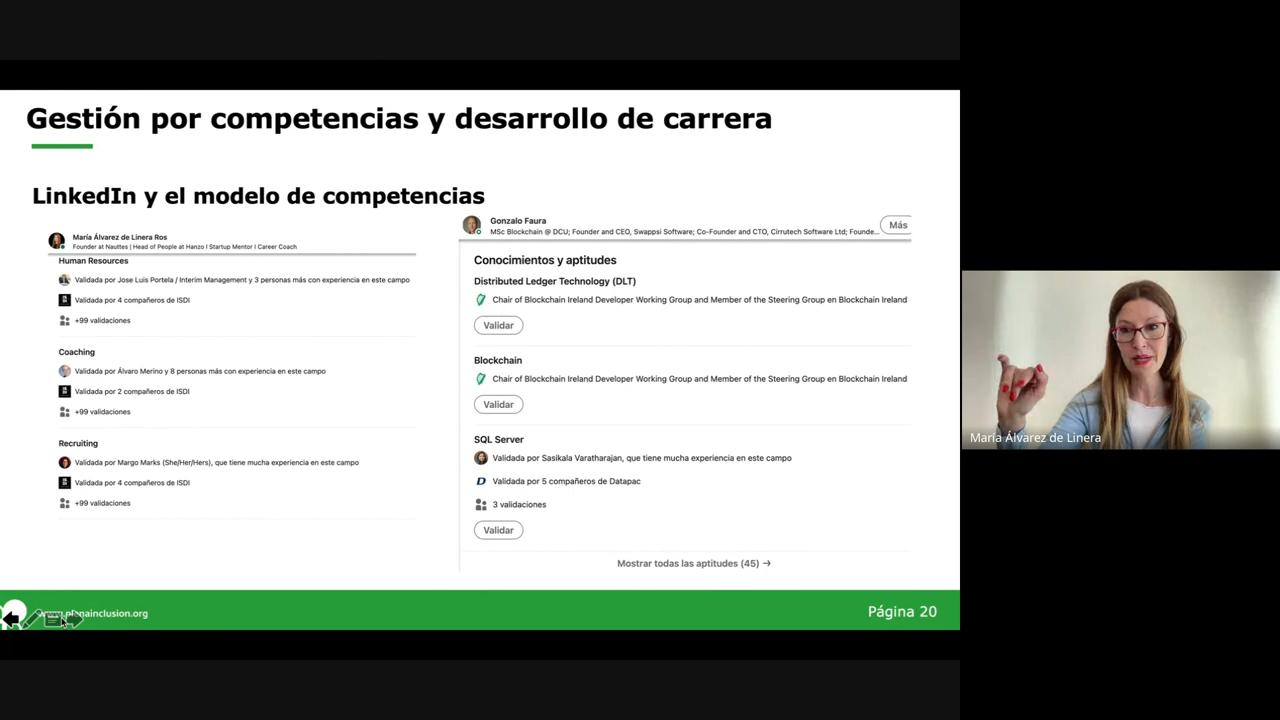 Gestión por competencias y desarrollo de carrera
LinkedIn y el modelo de competencias
María Álvarez de Linera Ros
Founder at Nauttes | Head of People at Hanzo I Startup Mentor I Career Coach
Human Resources
Validada por Jose Luis Portela / Interim Management y 3 personas más con experiencia en este campo
Validada por 4 compañeros de ISDI
+99 validaciones
Coaching
Validada por Álvaro Merino y 8 personas más con experiencia en este campo
Validada por 2 compañeros de ISDI
+99 validaciones
Recruiting
Validada por Margo Marks (She/Her/Hers), que tiene mucha experiencia en este campo
Validada por 4 compañeros de ISDI
+99 validaciones
Gonzalo Faura
MSc Blockchain @ DCU; Founder and CEO, Swappsi Software; Co-Founder and CTO, Cirrutech Software Ltd; Founde...
Más
Conocimientos y aptitudes
Distributed Ledger Technology (DLT)
Chair of Blockchain Ireland Developer Working Group and Member of the Steering Group en Blockchain Ireland
Validar
Blockchain
Chair of Blockchain Ireland Developer Working Group and Member of the Steering Group en Blockchain Ireland
Validar
SQL Server
Validada por Sasikala Varatharajan, que tiene mucha experiencia en este campo
Validada por 5 compañeros de Datapac
3 validaciones
Validar
Mostrar todas las aptitudes (45) →
www.plenainclusion.org
Página 20
María Álvarez de Linera